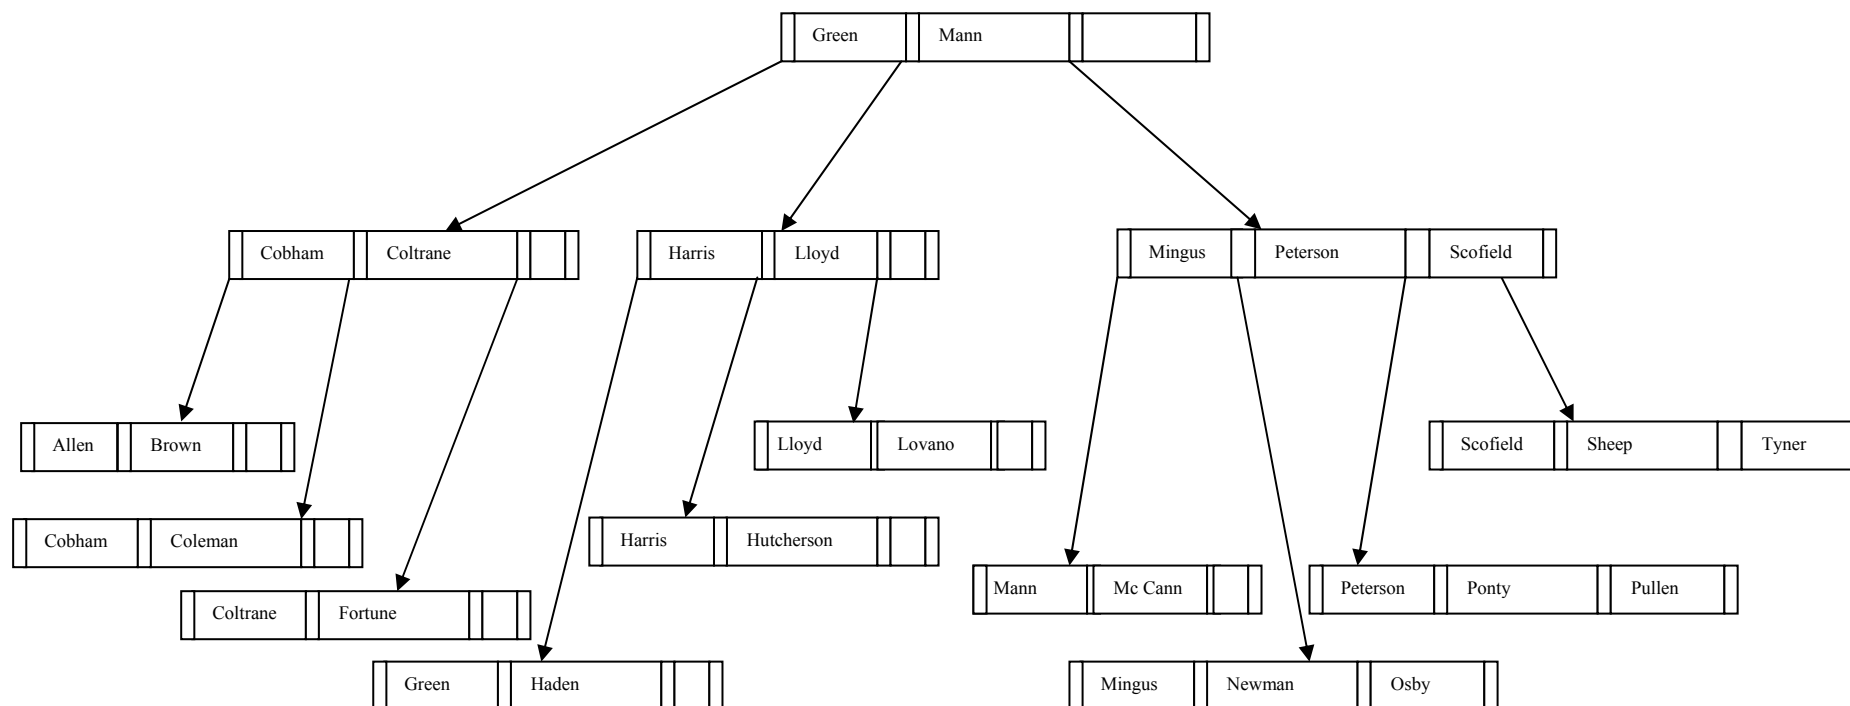 Green Mann
Cobham Coltrane
Harris Lloyd
Mingus Peterson Scofield
Allen Brown
Lloyd Lovano
Scofield Sheep Tyner
Cobham Coleman
Harris Hutcherson
Mann Mc Cann
Peterson Ponty Pullen
Coltrane Fortune
Green Haden
Mingus Newman Osby